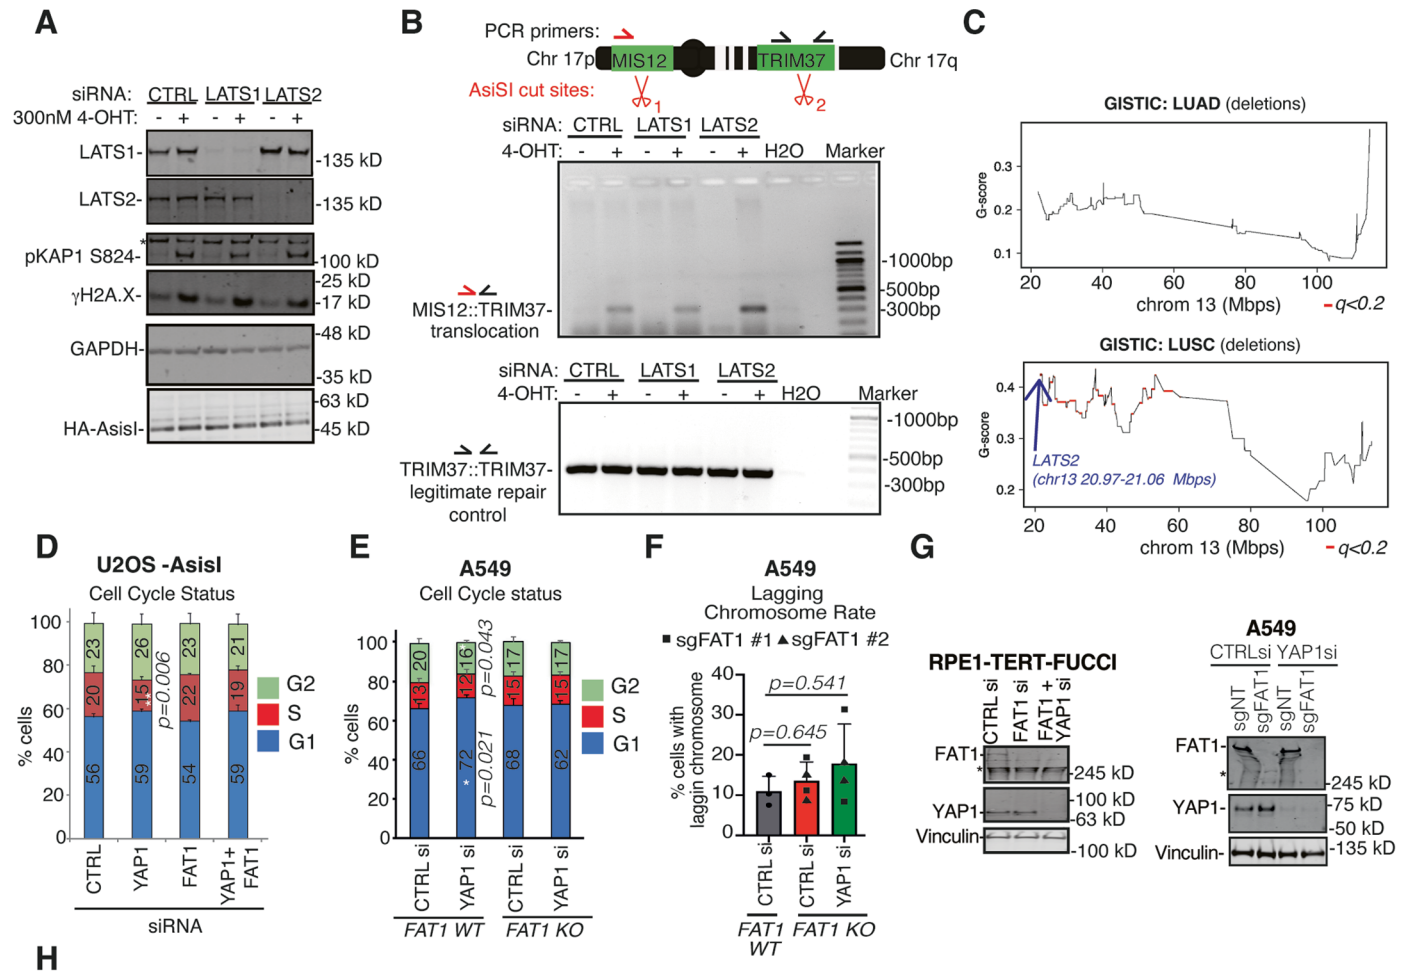 A
siRNA: CTRL LATS1 LATS2
300nM 4-OHT: - + - + - +
LATS1-
-135 kD
LATS2-
-135 kD
*
pKAP1 S824-
-100 kD
-25 kD
γH2A.X-
-17 kD
-48 kD
GAPDH-
-35 kD
-63 kD
HA-AsisI-
-45 kD
B
PCR primers:
Chr 17p MIS12 TRIM37 Chr 17q
AsiSI cut sites: 1 2
siRNA: CTRL LATS1 LATS2
4-OHT: - + - + - + H2O Marker
-1000bp
-500bp
MIS12::TRIM37-
-300bp
translocation
siRNA: CTRL LATS1 LATS2
4-OHT: - + - + - + H2O Marker
-1000bp
TRIM37::TRIM37-
-500bp
legitimate repair
-300bp
control
C
GISTIC: LUAD (deletions)
G-score
0.3
0.2
0.1
20 40 60 80 100
chrom 13 (Mbps)
q<0.2
GISTIC: LUSC (deletions)
G-score
0.4
0.3
0.2
LATS2
(chr13 20.97-21.06 Mbps)
20 40 60 80 100
chrom 13 (Mbps)
q<0.2
D
U2OS -AsisI
Cell Cycle Status
% cells
100
80
60
40
20
0
23 26 23 21
20 15 22 19
*
p=0.006
56 59 54 59
G2
S
G1
CTRL
YAP1
FAT1
YAP1+
FAT1
siRNA
E
A549
Cell Cycle status
% cells
100
80
60
40
20
0
20 16 17 17
13 12 15 15
66 72 68 62
*
*
p=0.043
p=0.021
G2
S
G1
CTRL si
YAP1 si
CTRL si
YAP1 si
FAT1 WT FAT1 KO
F
A549
Lagging
Chromosome Rate
sgFAT1 #1 sgFAT1 #2
% cells with
laggin chromosome
40
30
20
10
0
p=0.541
p=0.645
CTRL si
CTRL si
YAP1 si
FAT1 WT
FAT1 KO
G
RPE1-TERT-FUCCI
CTRL si
FAT1 si
FAT1+
YAP1 si
FAT1-
*
-245 kD
-100 kD
YAP1-
-63 kD
Vinculin-
-100 kD
A549
CTRLsi YAP1si
sgNT
sgFAT1
sgNT
sgFAT1
FAT1-
*
-245 kD
YAP1-
-75 kD
-50 kD
Vinculin-
-135 kD
H